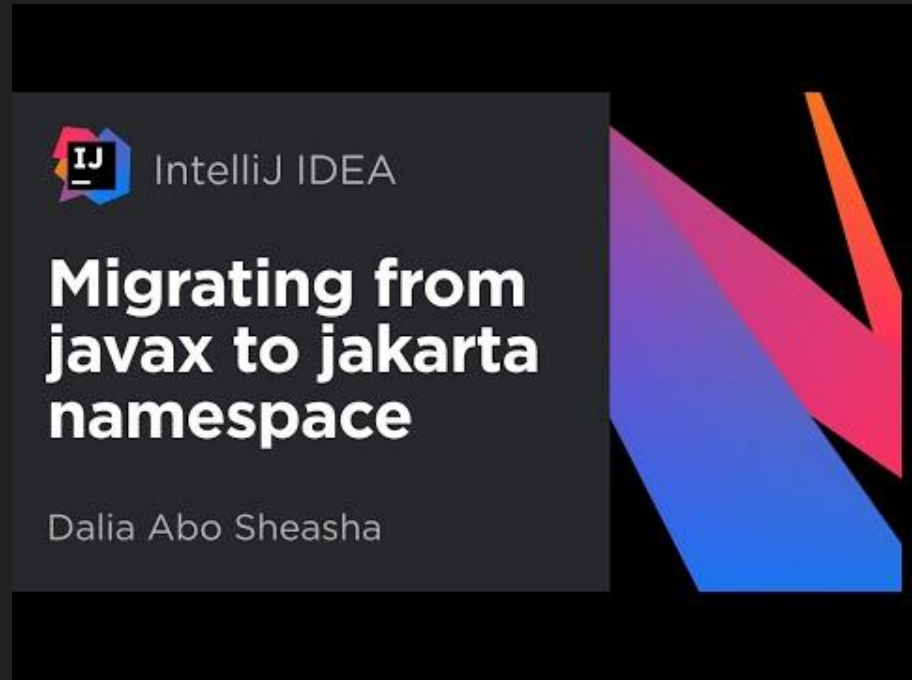 IJ
IntelliJ IDEA
Migrating from
javax to jakarta
namespace
Dalia Abo Sheasha